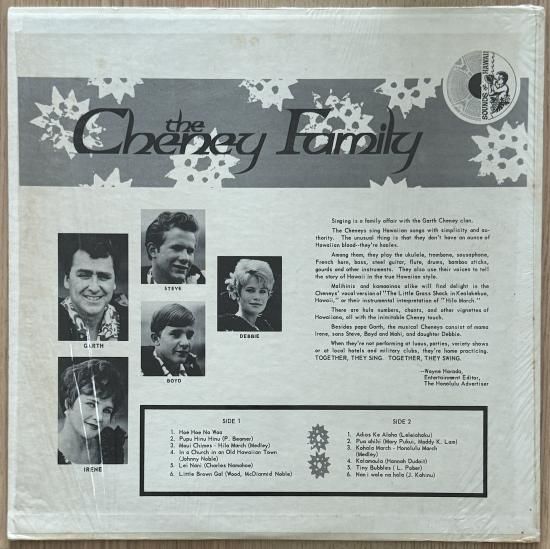 the
Cheney Family
SOUNDS OF HAWAII
STEVE
GARTH
DEBBIE
BOYD
IRENE
Singing is a family affair with the Garth Cheney clan.
The Cheneys sing Hawaiian songs with simplicity and au-
thority. The unusual thing is that they don't have an ounce of
Hawaiian blood--they're haoles.
Among them, they play the ukulele, trombone, sousaphone,
French horn, bass, steel guitar, flute, drums, bamboo sticks,
gourds and other instruments. They also use their voices to tell
the story of Hawaii in the true Hawaiian style.
Malihinis and kamaainas alike will find delight in the
Cheneys' vocal version of "The Little Grass Shack in Kealakekua,
Hawaii," or their instrumental interpretation of "Hilo March."
There are hula numbers, chants, and other vignettes of
Hawaiiana, all with the inimitable Cheney touch.
Besides papa Garth, the musical Cheneys consist of mama
Irene, sons Steve, Boyd and Mahi, and daughter Debbie.
When they're not performing at luaus, parties, variety shows
or at local hotels and military clubs, they're home practicing.
TOGETHER, THEY SING. TOGETHER, THEY SWING.
--Wayne Harada,
Entertainment Editor,
The Honolulu Advertiser
SIDE 1
1. Hoe Hoe Na Waa
2. Pupu Hinu Hinu (P. Beamer)
3. Maui Chimes - Hilo March (Medley)
4. In a Church in an Old Hawaiian Town
(Johnny Noble)
5. Lei Nani (Charles Namahoe)
6. Little Brown Gal (Wood, McDiarmid Noble)
SIDE 2
1. Adios Ke Aloha (Leleiohoku)
2. Pua ahihi (Mary Pukui, Maddy K. Lam)
3. Kohala March - Honolulu March
(Medley)
4. Kalamaula (Hannah Dudoit)
5. Tiny Bubbles ( L. Pober)
6. Nani wale na hala (J. Kahinu)